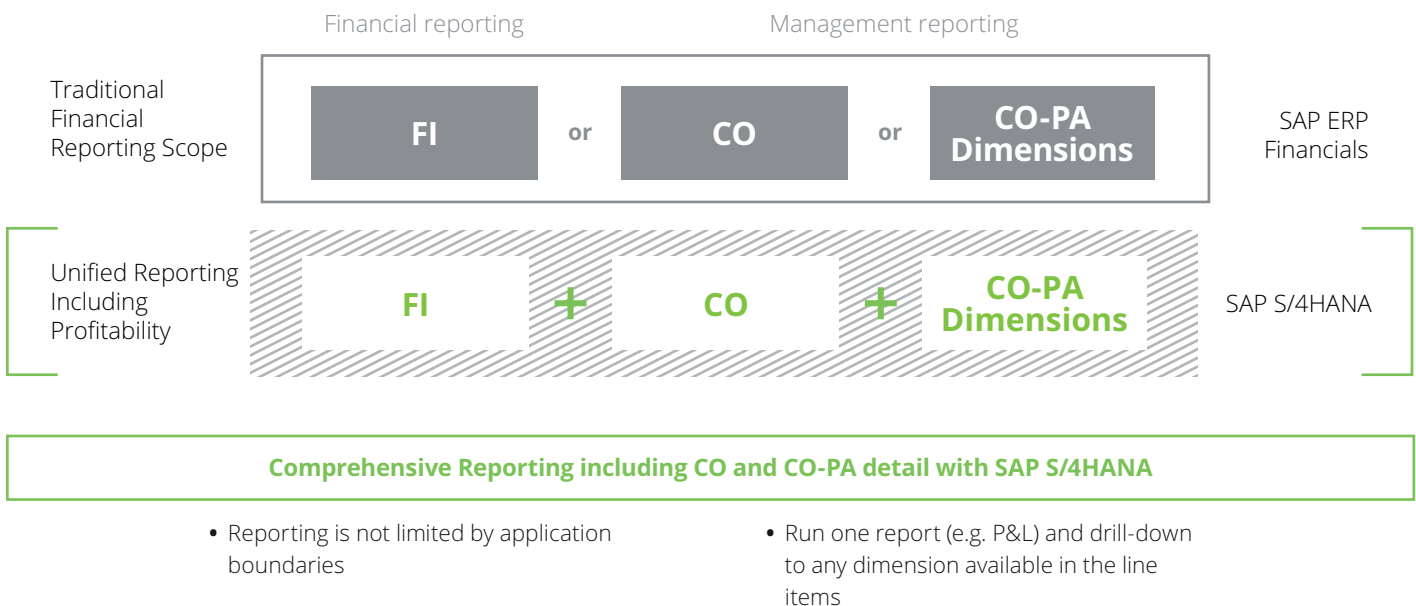 Financial reporting
Management reporting
Traditional
Financial
Reporting Scope
FI
or
CO
or
CO-PA
Dimensions
SAP ERP
Financials
Unified Reporting
Including
Profitability
FI
+
CO
+
CO-PA
Dimensions
SAP S/4HANA
Comprehensive Reporting including CO and CO-PA detail with SAP S/4HANA
• Reporting is not limited by application
boundaries
• Run one report (e.g. P&L) and drill-down
to any dimension available in the line
items